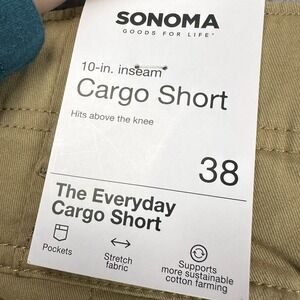 SONOMA
GOODS FOR LIFE
10-in. inseam
Cargo Short
Hits above the knee
38
The Everyday
Cargo Short
Pockets
Stretch
fabric
Supports
more sustainable
cotton farming